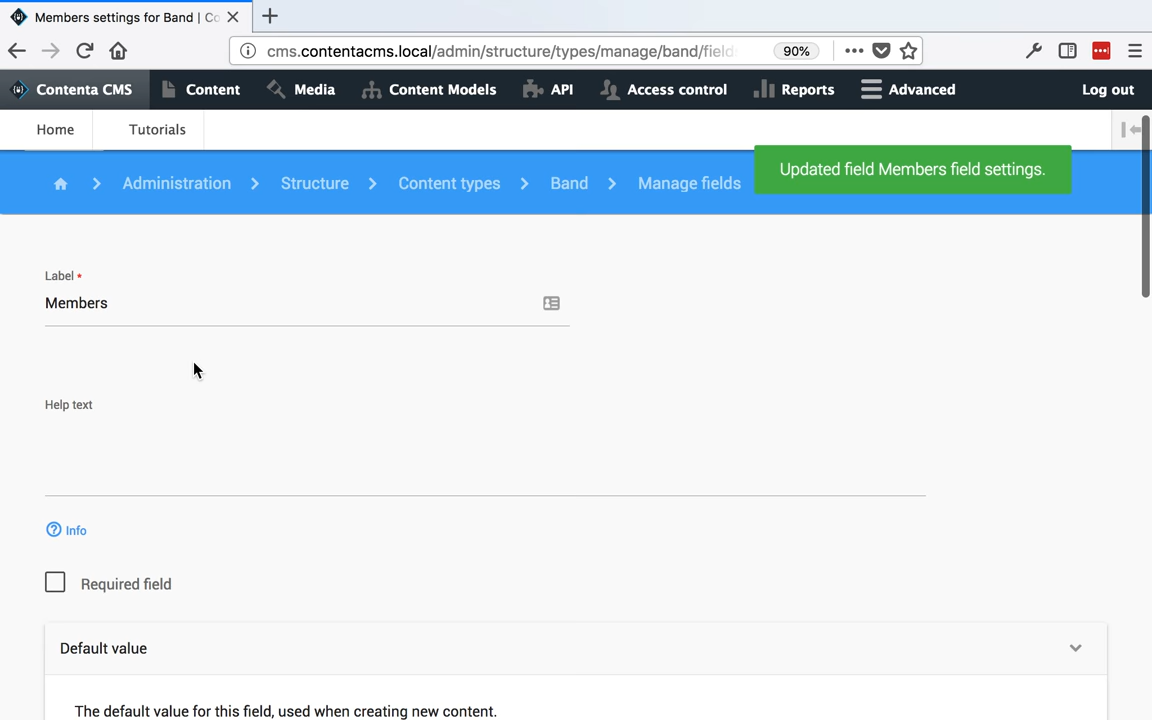 Members settings for Band | Co
cms.contentacms.local/admin/structure/types/manage/band/field
90%
Contenta CMS
Content
Media
Content Models
API
Access control
Reports
Advanced
Log out
Home
Tutorials
Administration
Structure
Content types
Band
Manage fields
Updated field Members field settings.
Label *
Members
Help text
Info
Required field
Default value
The default value for this field, used when creating new content.